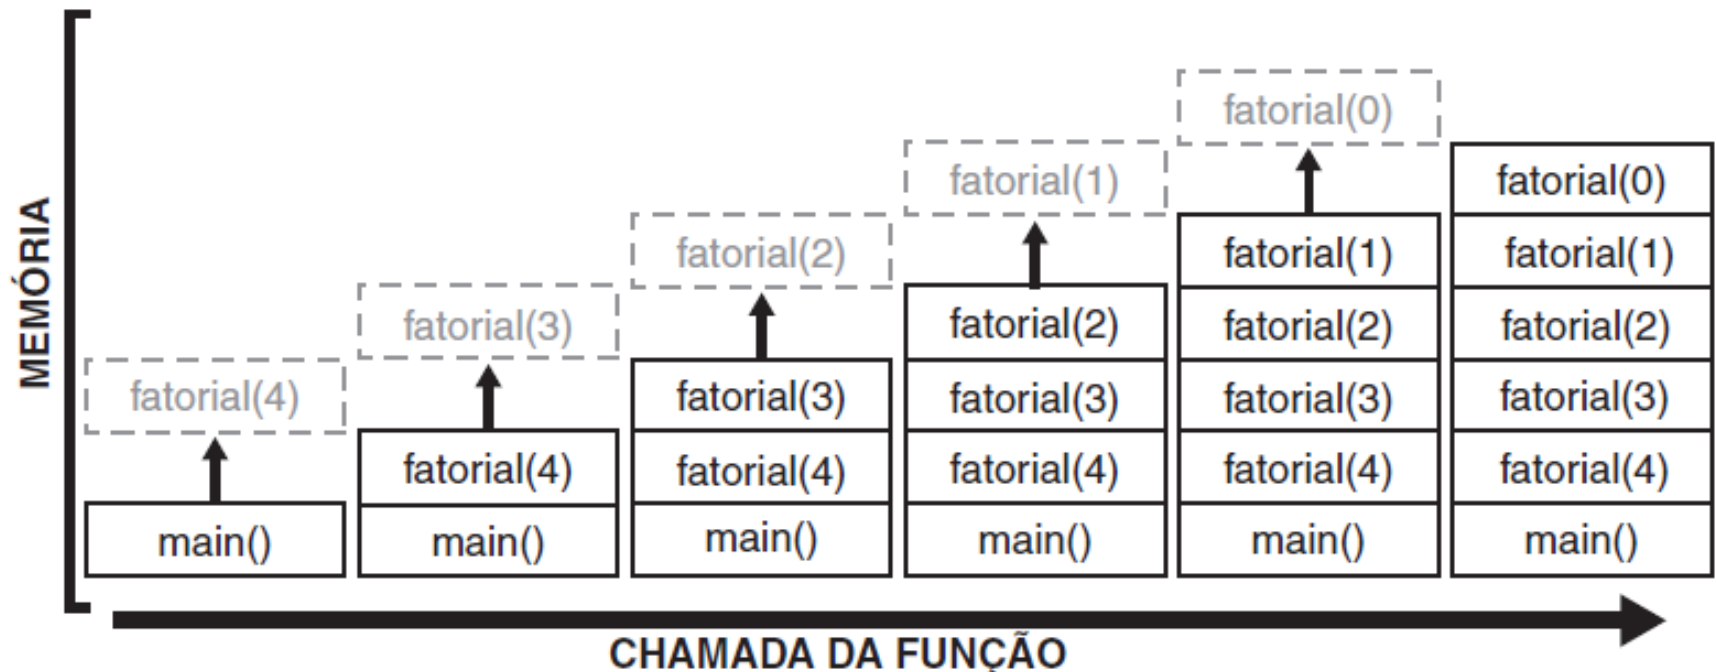 MEMÓRIA
fatorial(4)
main()
fatorial(3)
fatorial(4)
main()
fatorial(2)
fatorial(3)
fatorial(4)
main()
fatorial(1)
fatorial(2)
fatorial(3)
fatorial(4)
main()
fatorial(0)
fatorial(1)
fatorial(2)
fatorial(3)
fatorial(4)
main()
fatorial(0)
fatorial(1)
fatorial(2)
fatorial(3)
fatorial(4)
main()
CHAMADA DA FUNÇÃO